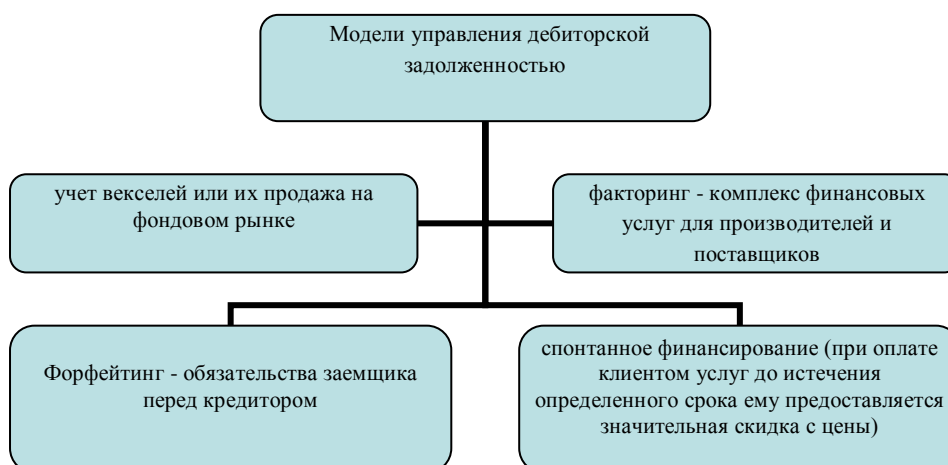 Модели управления дебиторской
задолженностью
учет векселей или их продажа на
фондовом рынке
факторинг - комплекс финансовых
услуг для производителей и
поставщиков
Форфейтинг - обязательства заемщика
перед кредитором
спонтанное финансирование (при оплате
клиентом услуг до истечения
определенного срока ему предоставляется
значительная скидка с цены)